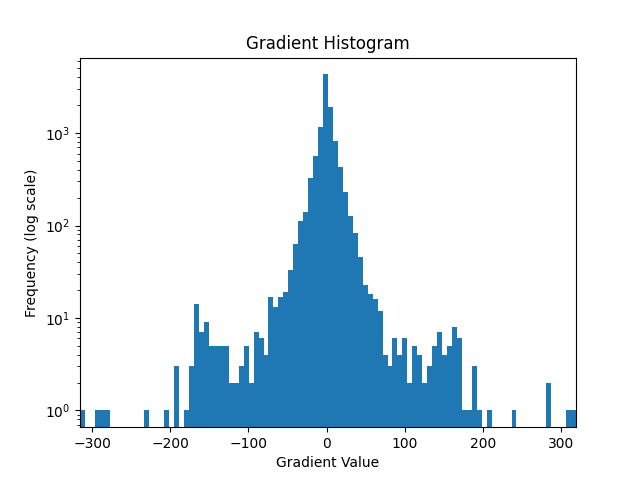 Gradient Histogram
Frequency (log scale)
10³
10²
10¹
10⁰
−300 −200 −100 0 100 200 300
Gradient Value